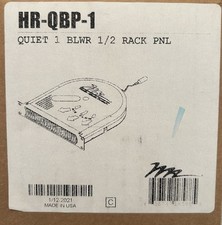 HR-QBP-1
QUIET 1 BLWR 1/2 RACK PNL
1/12/2021
MADE IN USA
C